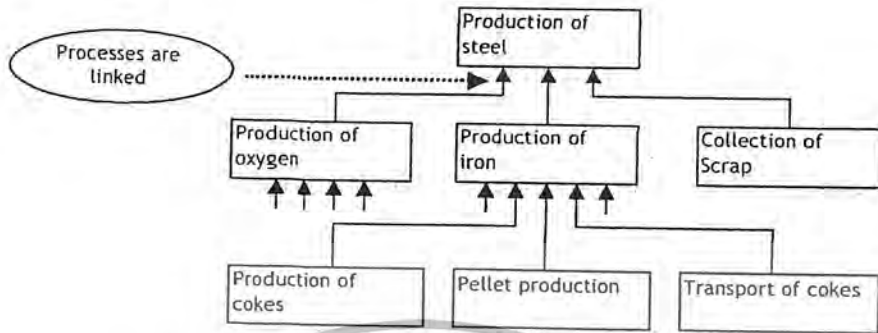 Production of
steel
Processes are
linked
Production of
oxygen
Production of
iron
Collection of
Scrap
Production of
cokes
Pellet production
Transport of cokes